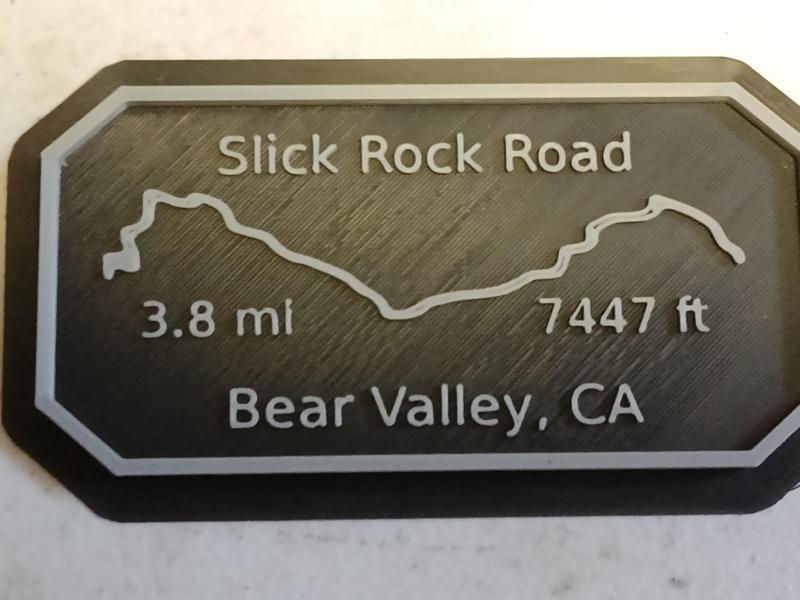 Slick Rock Road
3.8 mi
7447 ft
Bear Valley, CA